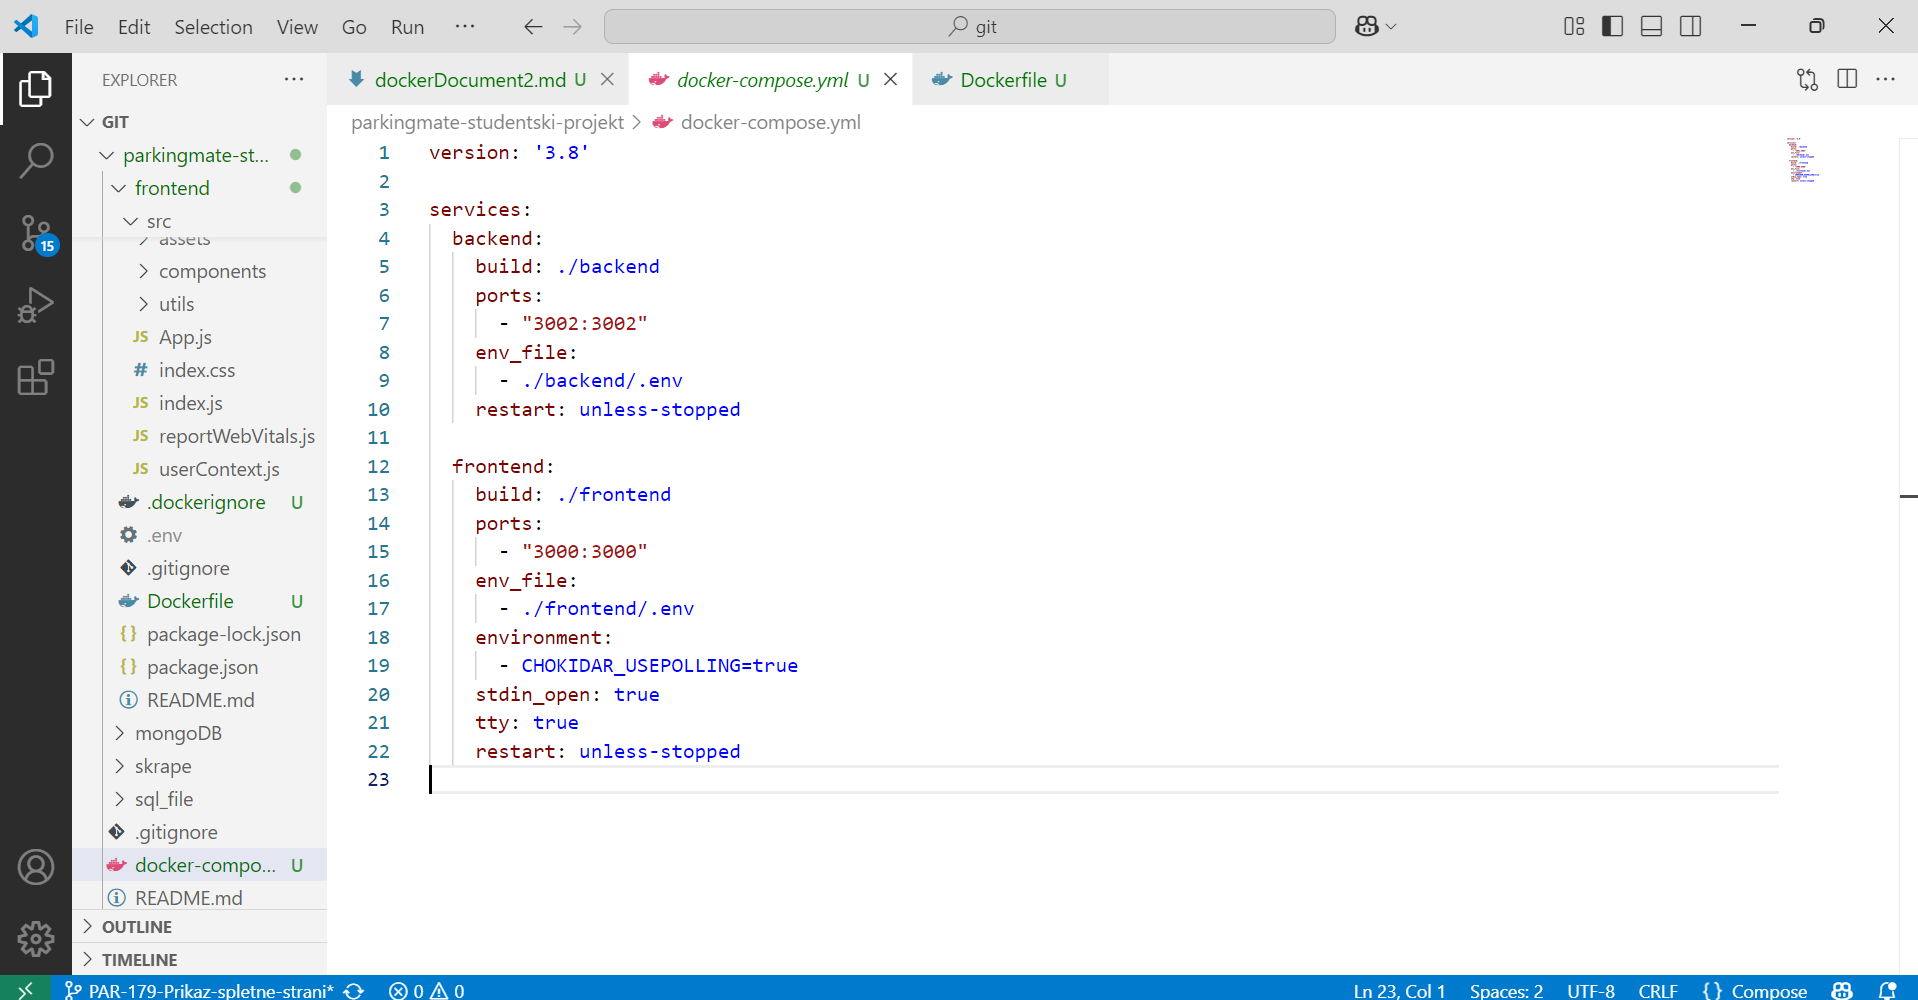 File Edit Selection View Go Run ··· git
EXPLORER ···
GIT
parkingmate-st...
frontend
src
assets
components
utils
JS App.js
# index.css
JS index.js
JS reportWebVitals.js
JS userContext.js
.dockerignore U
.env
.gitignore
Dockerfile U
{} package-lock.json
{} package.json
README.md
mongoDB
skrape
sql_file
.gitignore
docker-compo... U
README.md
OUTLINE
TIMELINE
15
dockerDocument2.md U docker-compose.yml U Dockerfile U
parkingmate-studentski-projekt > docker-compose.yml
1 version: '3.8'
2
3 services:
4 backend:
5 build: ./backend
6 ports:
7 - "3002:3002"
8 env_file:
9 - ./backend/.env
10 restart: unless-stopped
11
12 frontend:
13 build: ./frontend
14 ports:
15 - "3000:3000"
16 env_file:
17 - ./frontend/.env
18 environment:
19 - CHOKIDAR_USEPOLLING=true
20 stdin_open: true
21 tty: true
22 restart: unless-stopped
23
PAR-179-Prikaz-spletne-strani* 0 0 Ln 23, Col 1 Spaces: 2 UTF-8 CRLF {} Compose